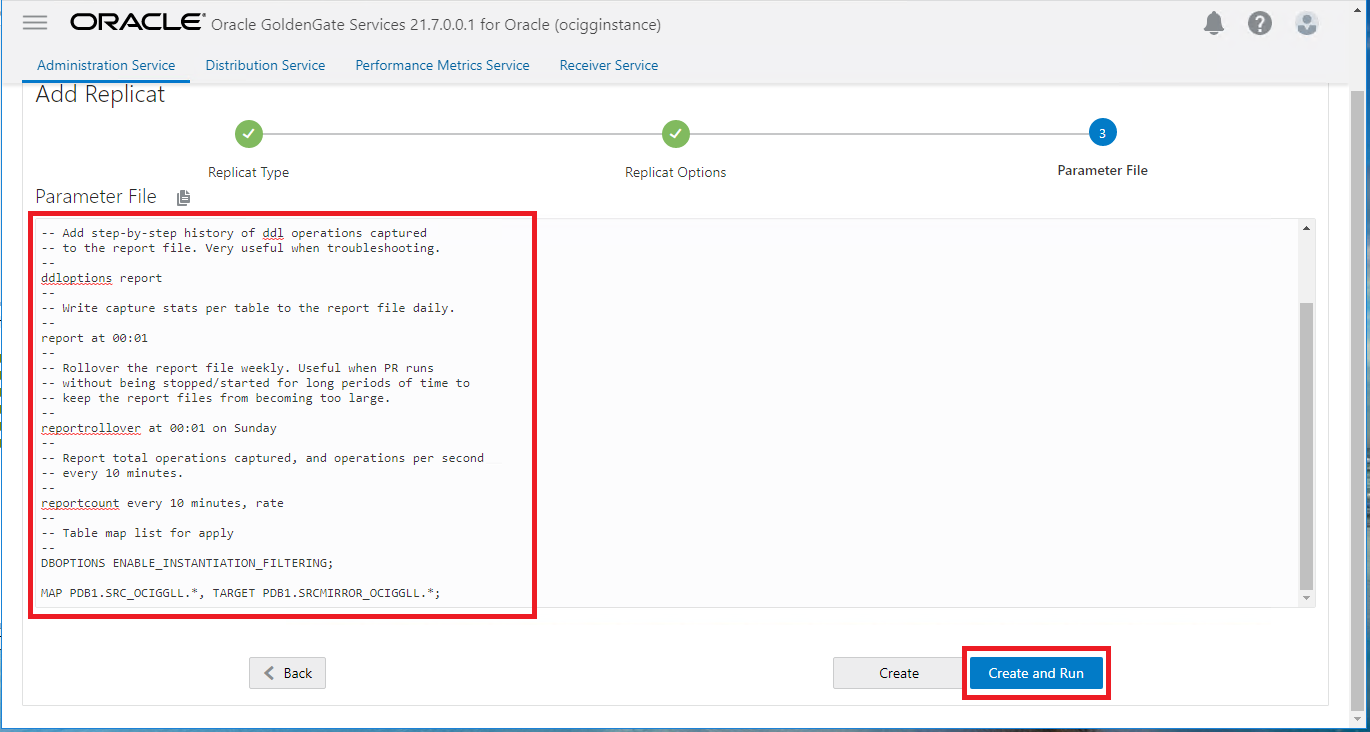 ORACLE® Oracle GoldenGate Services 21.7.0.0.1 for Oracle (ocigginstance)
?
Administration Service Distribution Service Performance Metrics Service Receiver Service
Add Replicat
3
Replicat Type Replicat Options Parameter File
Parameter File
-- Add step-by-step history of ddl operations captured
-- to the report file. Very useful when troubleshooting.
--
ddloptions report
--
-- Write capture stats per table to the report file daily.
--
report at 00:01
--
-- Rollover the report file weekly. Useful when PR runs
-- without being stopped/started for long periods of time to
-- keep the report files from becoming too large.
--
reportrollover at 00:01 on Sunday
--
-- Report total operations captured, and operations per second
-- every 10 minutes.
--
reportcount every 10 minutes, rate
--
-- Table map list for apply
--
DBOPTIONS ENABLE_INSTANTIATION_FILTERING;
MAP PDB1.SRC_OCIGGLL.*, TARGET PDB1.SRCMIRROR_OCIGGLL.*;
Back Create Create and Run